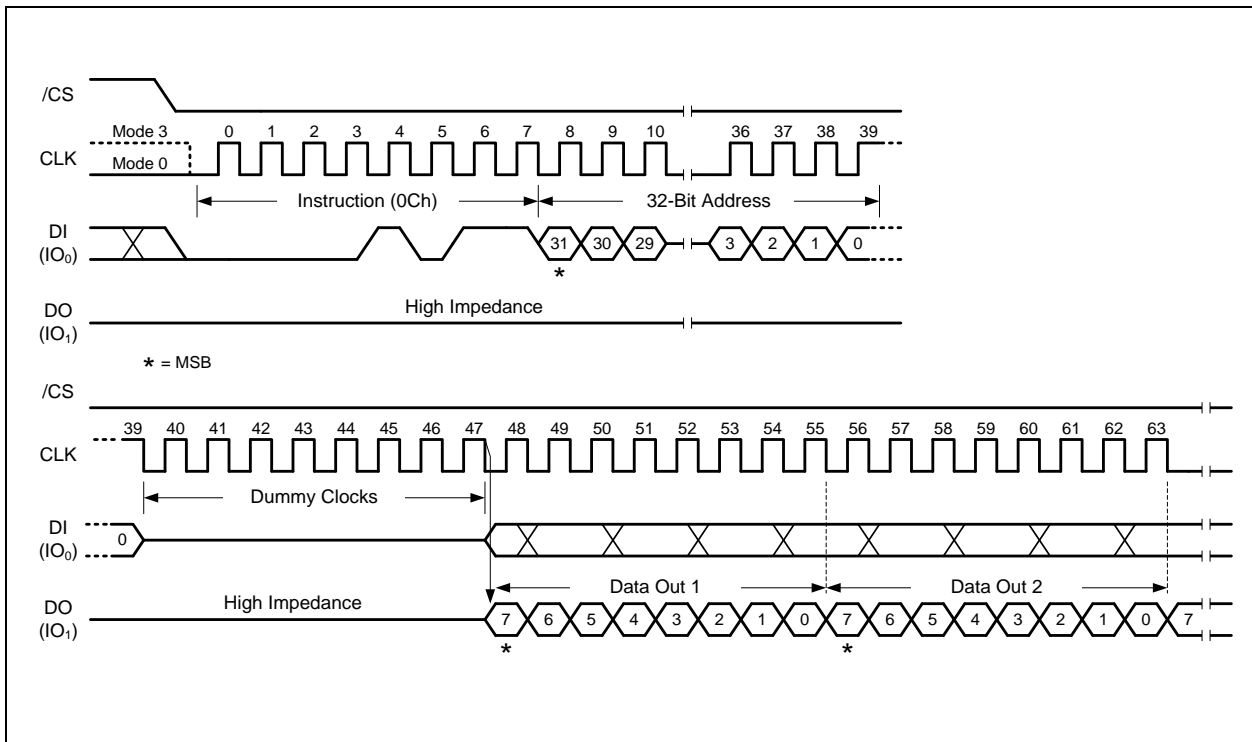 /CS
Mode 3 0 1 2 3 4 5 6 7 8 9 10 36 37 38 39
CLK Mode 0
Instruction (0Ch) 32-Bit Address
DI
(IO₀) 31 30 29 3 2 1 0
*
DO High Impedance
(IO₁)
* = MSB
/CS
39 40 41 42 43 44 45 46 47 48 49 50 51 52 53 54 55 56 57 58 59 60 61 62 63
CLK
Dummy Clocks
DI
(IO₀) 0
Data Out 1 Data Out 2
DO High Impedance
(IO₁) 7 6 5 4 3 2 1 0 7 6 5 4 3 2 1 0 7
* *